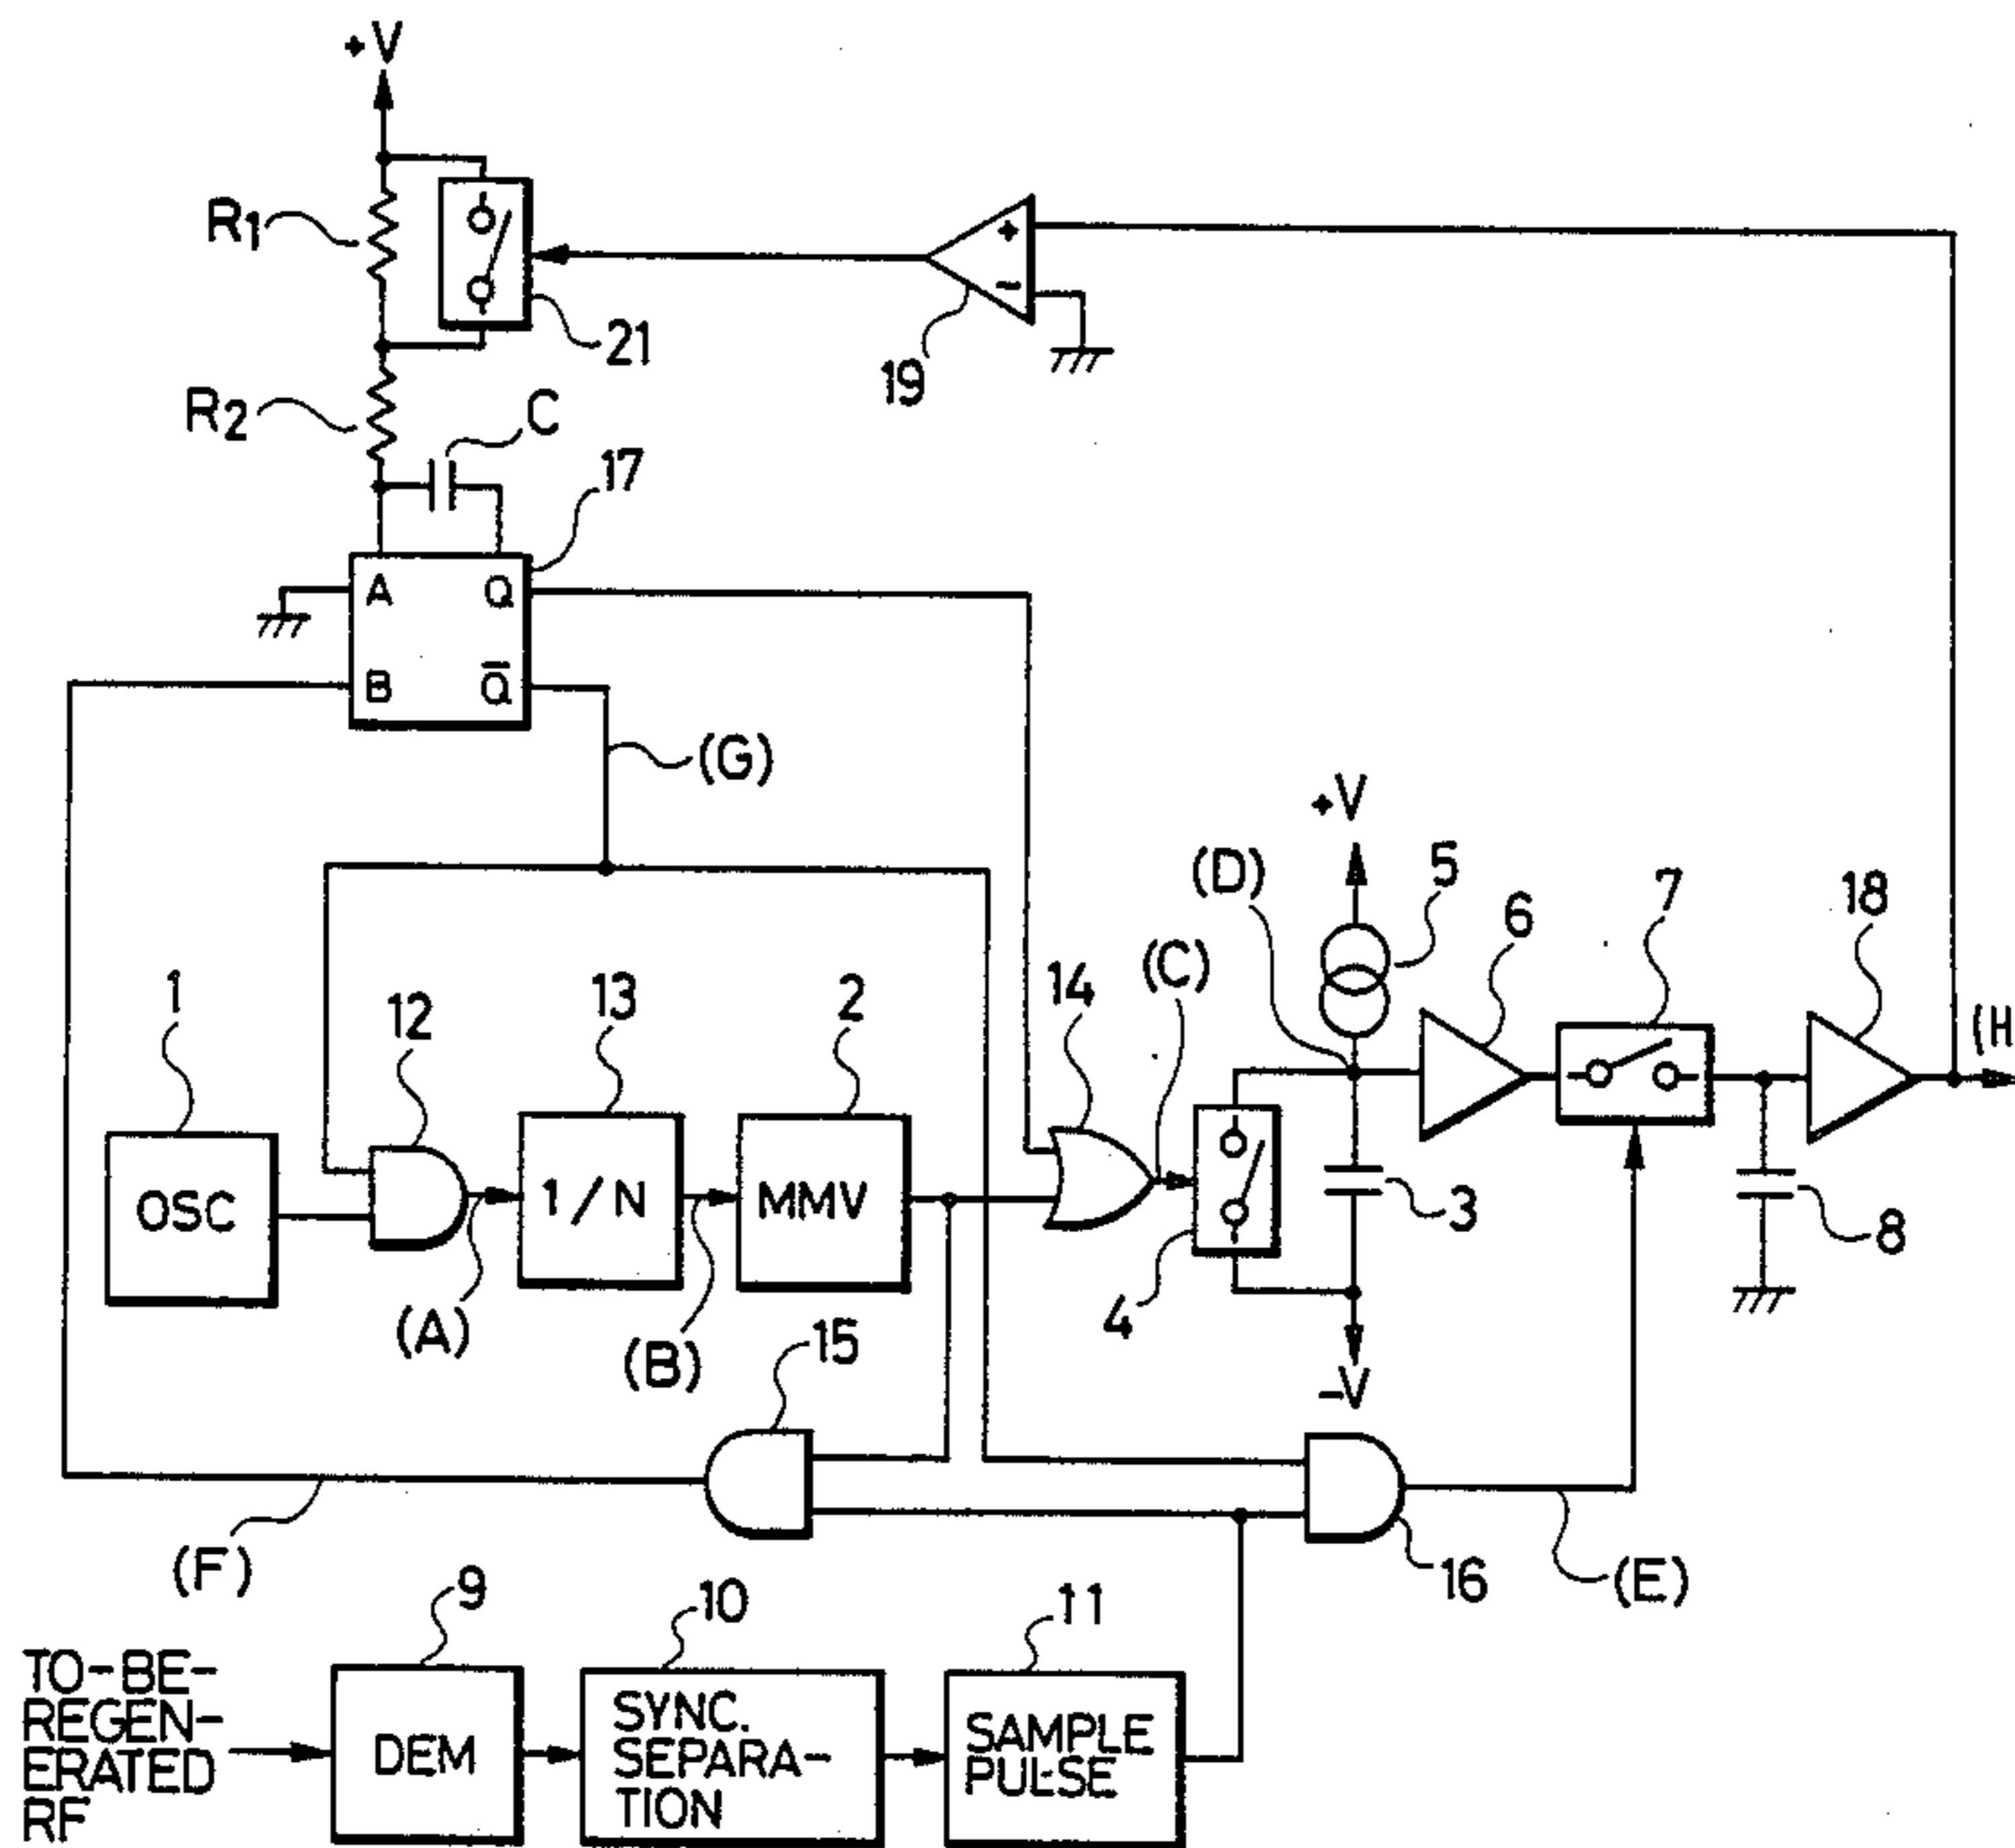 +V
R1
21
19
+
-
R2
C
17
A
Q
B
Q̅
(G)
+V
(D)
5
6
7
18
1
12
13
2
14
(C)
(H
OSC
1/N
MMV
3
8
4
(A)
(B)
15
-V
(F)
16
(E)
9
10
11
TO-BE-
REGEN-
ERATED
RF
DEM
SYNC.
SEPARA-
TION
SAMPLE
PULSE